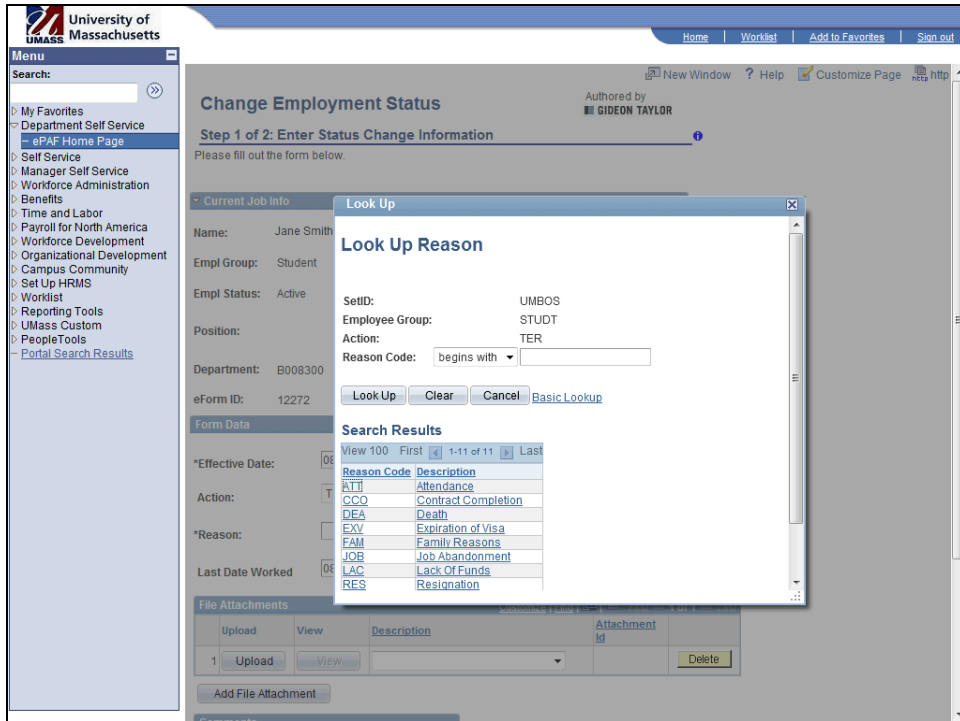 University of
UMASS Massachusetts
Home Worklist Add to Favorites Sign out
Menu
Search:
My Favorites
Department Self Service
ePAF Home Page
Self Service
Manager Self Service
Workforce Administration
Benefits
Time and Labor
Payroll for North America
Workforce Development
Organizational Development
Campus Community
Set Up HRMS
Worklist
Reporting Tools
UMass Custom
PeopleTools
Portal Search Results
New Window ? Help Customize Page http
Change Employment Status
Authored by
GIDEON TAYLOR
Step 1 of 2: Enter Status Change Information
Please fill out the form below.
Current Job Info
Name: Jane Smith
Empl Group: Student
Empl Status: Active
Position:
Department: B008300
eForm ID: 12272
Form Data
*Effective Date: 08
Action: T
*Reason:
Last Date Worked 08
Look Up
Look Up Reason
SetID: UMBOS
Employee Group: STUDT
Action: TER
Reason Code: begins with
Look Up Clear Cancel Basic Lookup
Search Results
View 100 First 1-11 of 11 Last
Reason Code Description
ATT Attendance
CCO Contract Completion
DEA Death
EXV Expiration of Visa
FAM Family Reasons
JOB Job Abandonment
LAC Lack Of Funds
RES Resignation
File Attachments
Upload View Description Attachment Id
1 Upload View Delete
Add File Attachment
Comments